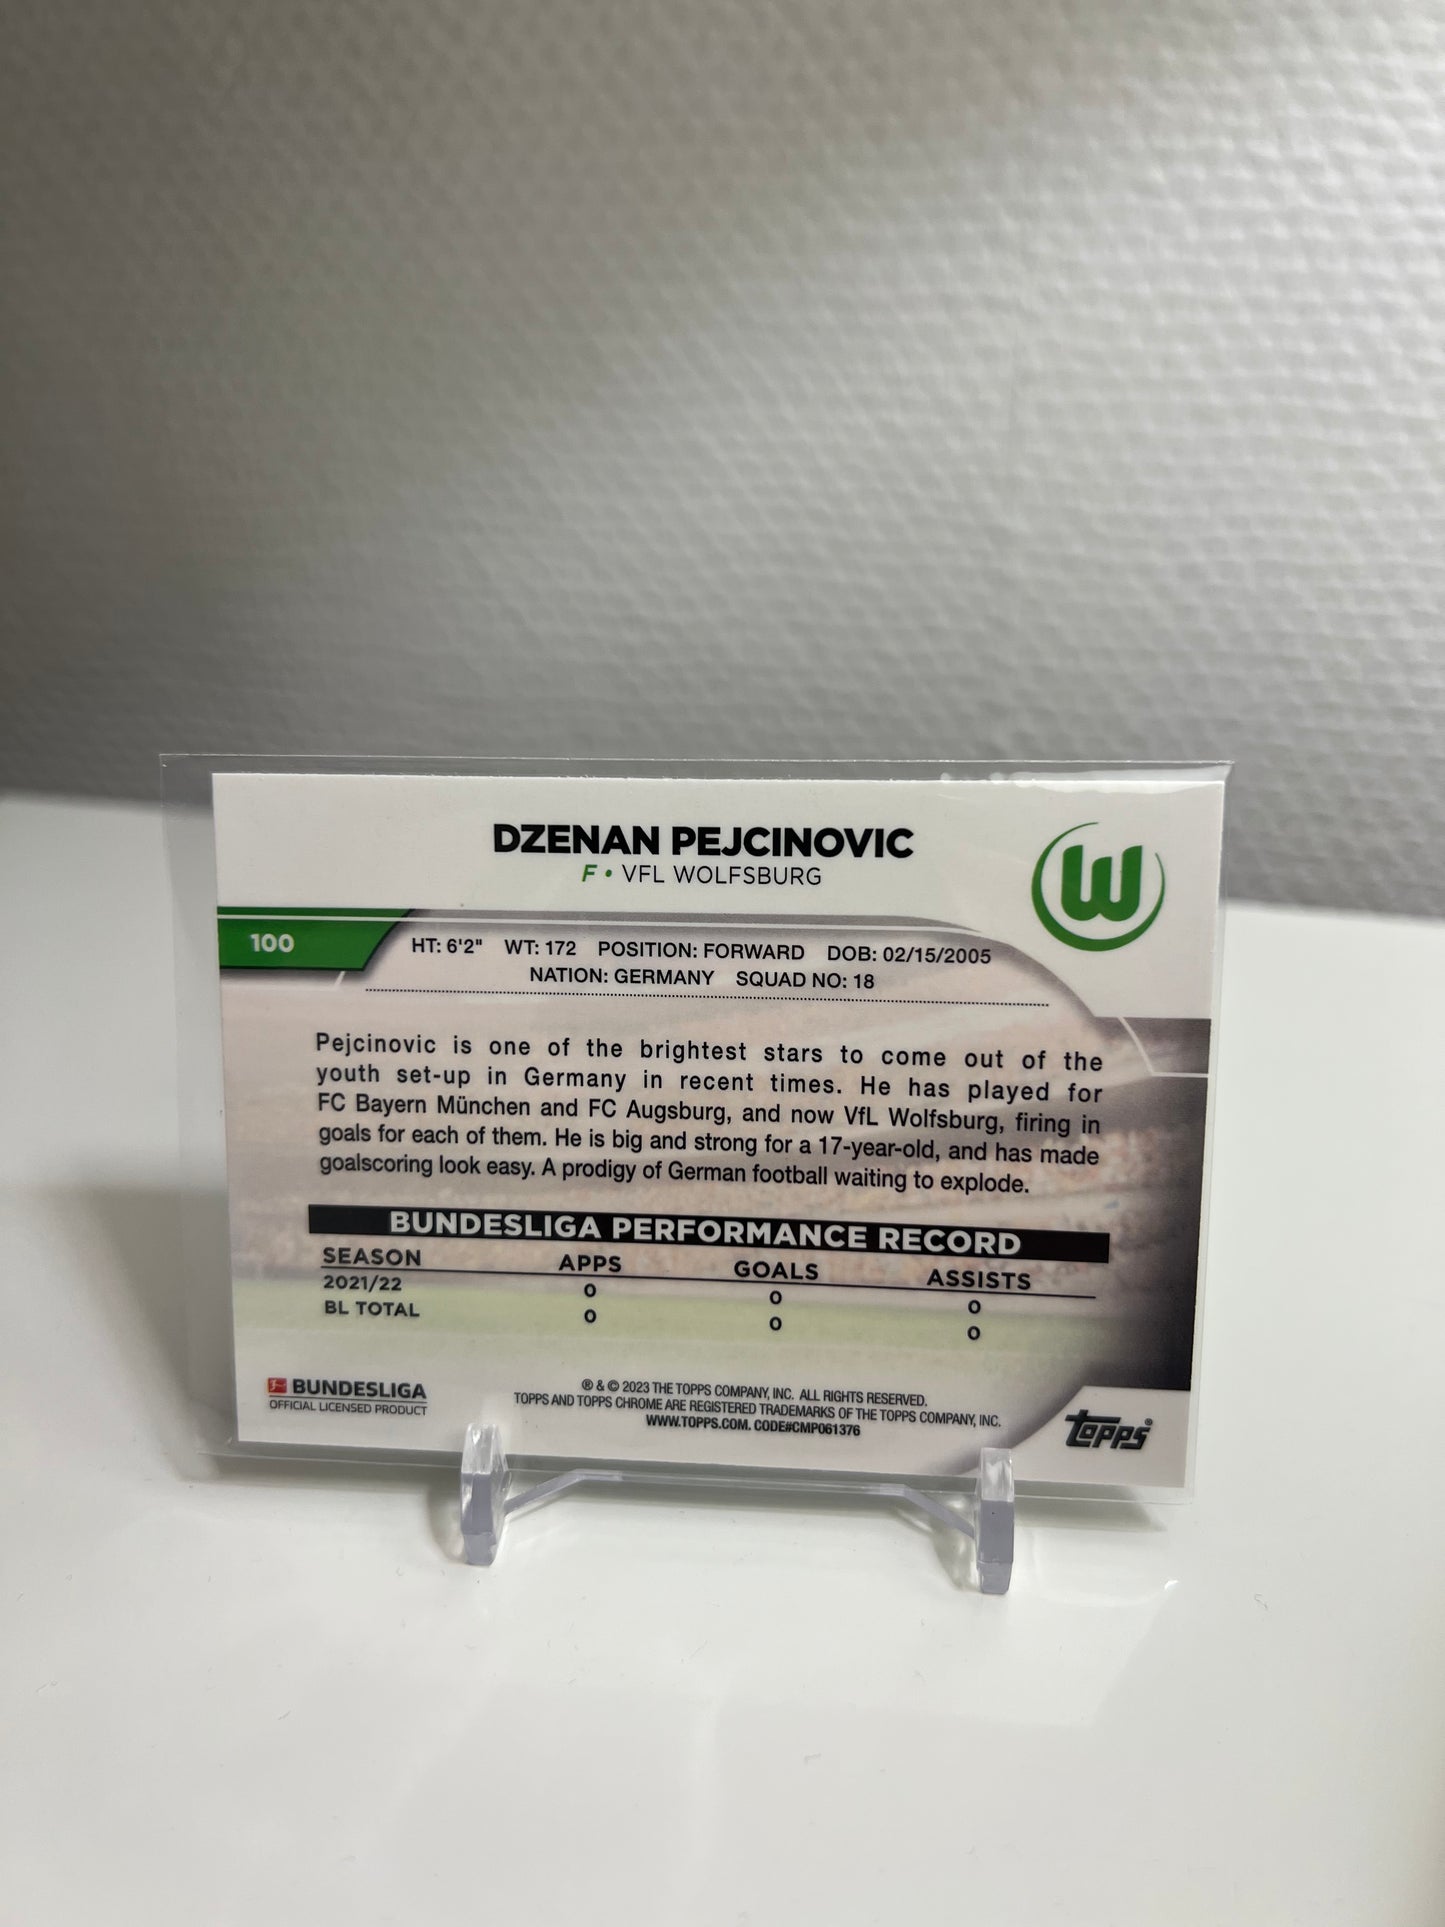 DZENAN PEJCINOVIC
F • VFL WOLFSBURG
W
100
HT: 6'2" WT: 172 POSITION: FORWARD DOB: 02/15/2005
NATION: GERMANY SQUAD NO: 18
Pejcinovic is one of the brightest stars to come out of the
youth set-up in Germany in recent times. He has played for
FC Bayern München and FC Augsburg, and now VfL Wolfsburg, firing in
goals for each of them. He is big and strong for a 17-year-old, and has made
goalscoring look easy. A prodigy of German football waiting to explode.
BUNDESLIGA PERFORMANCE RECORD
SEASON APPS GOALS ASSISTS
2021/22 0 0 0
BL TOTAL 0 0 0
BUNDESLIGA
OFFICIAL LICENSED PRODUCT
® & © 2023 THE TOPPS COMPANY, INC. ALL RIGHTS RESERVED.
TOPPS AND TOPPS CHROME ARE REGISTERED TRADEMARKS OF THE TOPPS COMPANY, INC.
WWW.TOPPS.COM. CODE#CMP061376
topps®